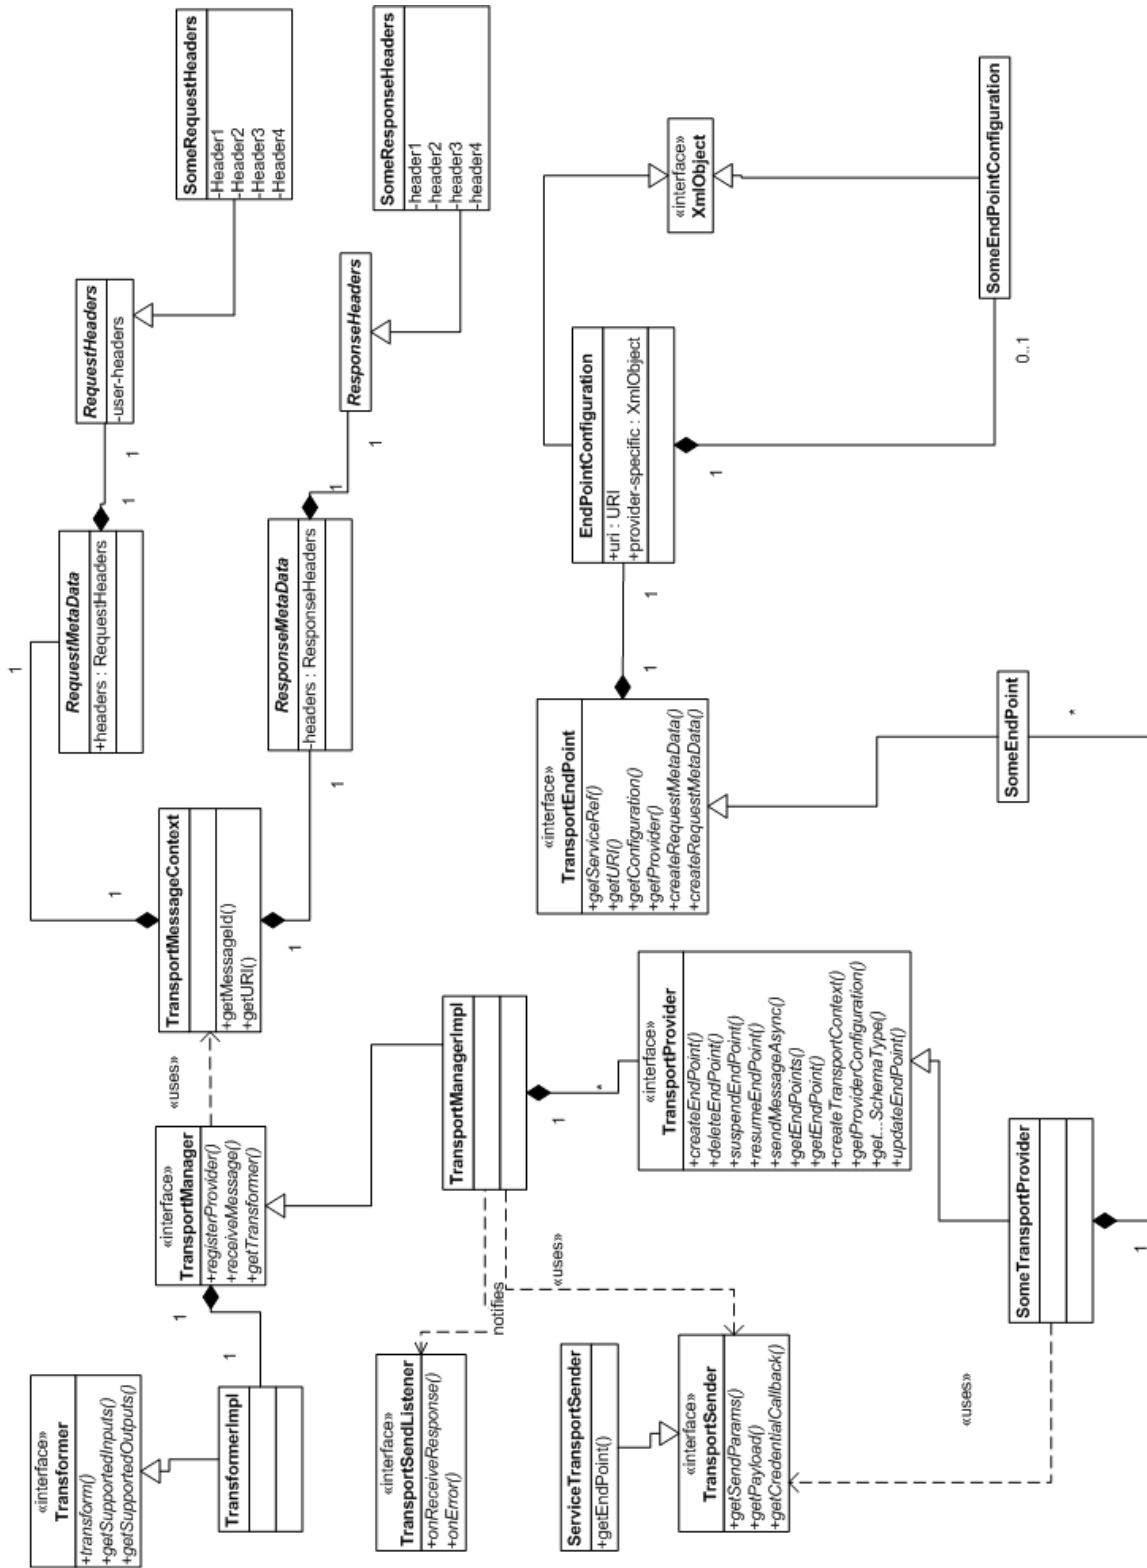 «interface»
Transformer
+transform()
+getSupportedInputs()
+getSupportedOutputs()
TransformerImpl
1
1
«interface»
TransportManager
+registerProvider()
+receiveMessage()
+getTransformer()
«uses»
TransportMessageContext
+getMessageId()
+getURI()
1
1
1
1
RequestMetaData
+headers : RequestHeaders
1
1
RequestHeaders
-user-headers
SomeRequestHeaders
-Header1
-Header2
-Header3
-Header4
ResponseMetaData
-headers : ResponseHeaders
1
1
ResponseHeaders
SomeResponseHeaders
-header1
-header2
-header3
-header4
«interface»
TransportSendListener
+onReceiveResponse()
+onError()
notifies
«uses»
TransportManagerImpl
1
*
ServiceTransportSender
+getEndPoint()
«interface»
TransportSender
+getSendParams()
+getPayload()
+getCredentialCallback()
«uses»
«interface»
TransportProvider
+createEndPoint()
+deleteEndPoint()
+suspendEndPoint()
+resumeEndPoint()
+sendMessageAsync()
+getEndPoints()
+getEndPoint()
+createTransportContext()
+getProviderConfiguration()
+get...SchemaType()
+updateEndPoint()
SomeTransportProvider
1
*
«interface»
TransportEndPoint
+getServiceRef()
+getURI()
+getConfiguration()
+getProvider()
+createRequestMetaData()
+createRequestMetaData()
1
1
SomeEndPoint
EndPointConfiguration
+uri : URI
+provider-specific : XmlObject
1
0..1
«interface»
XmlObject
SomeEndPointConfiguration